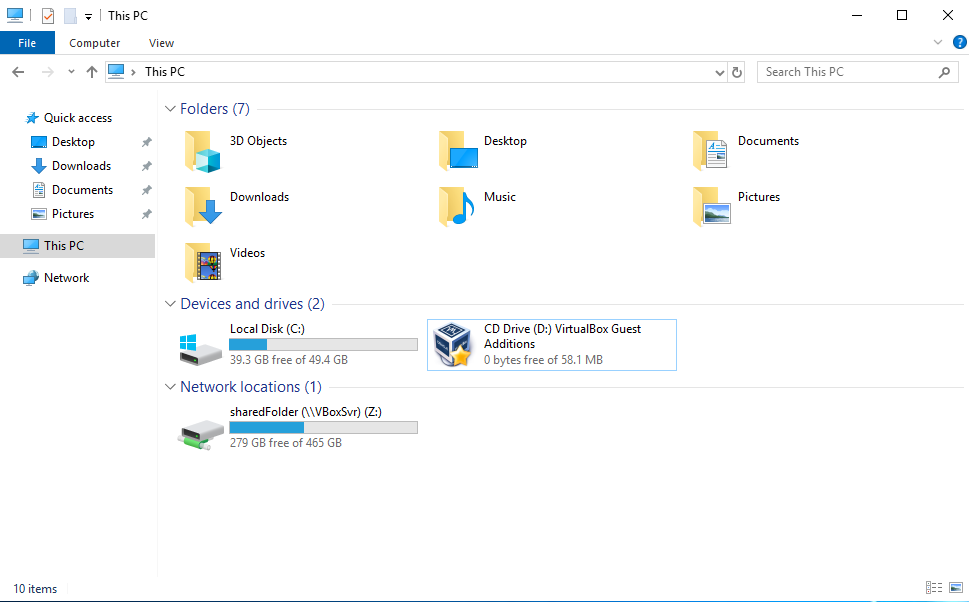 This PC
File Computer View
This PC
Search This PC
Quick access
Desktop
Downloads
Documents
Pictures
This PC
Network
Folders (7)
3D Objects
Desktop
Documents
Downloads
Music
Pictures
Videos
Devices and drives (2)
Local Disk (C:)
39.3 GB free of 49.4 GB
CD Drive (D:) VirtualBox Guest
Additions
0 bytes free of 58.1 MB
Network locations (1)
sharedFolder (\\VBoxSvr) (Z:)
279 GB free of 465 GB
10 items